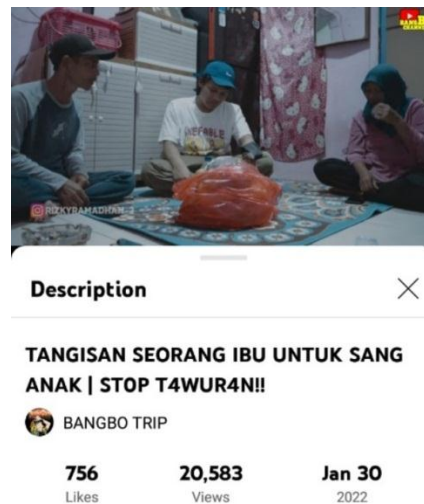 Description
TANGISAN SEORANG IBU UNTUK SANG
ANAK | STOP T4WUR4N!!
BANGBO TRIP
756 20,583 Jan 30
Likes Views 2022